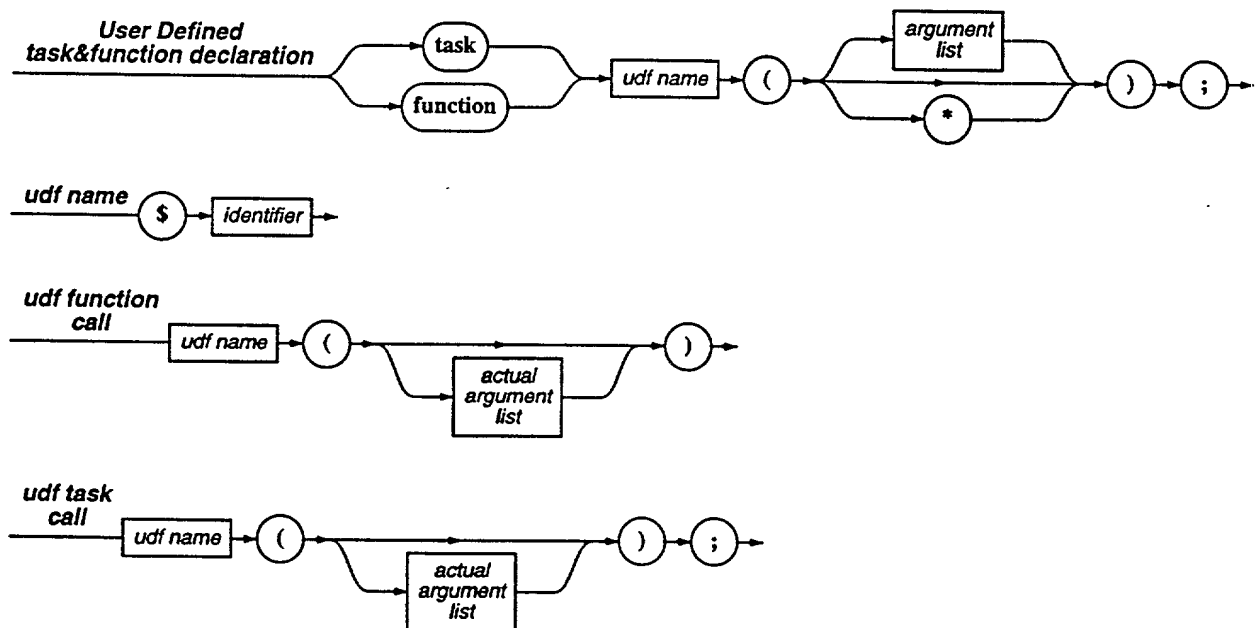 User Defined
task&function declaration
task
function
udf name
(
argument
list
*
)
;
udf name
$
identifier
udf function
call
udf name
(
actual
argument
list
)
udf task
call
udf name
(
actual
argument
list
)
;